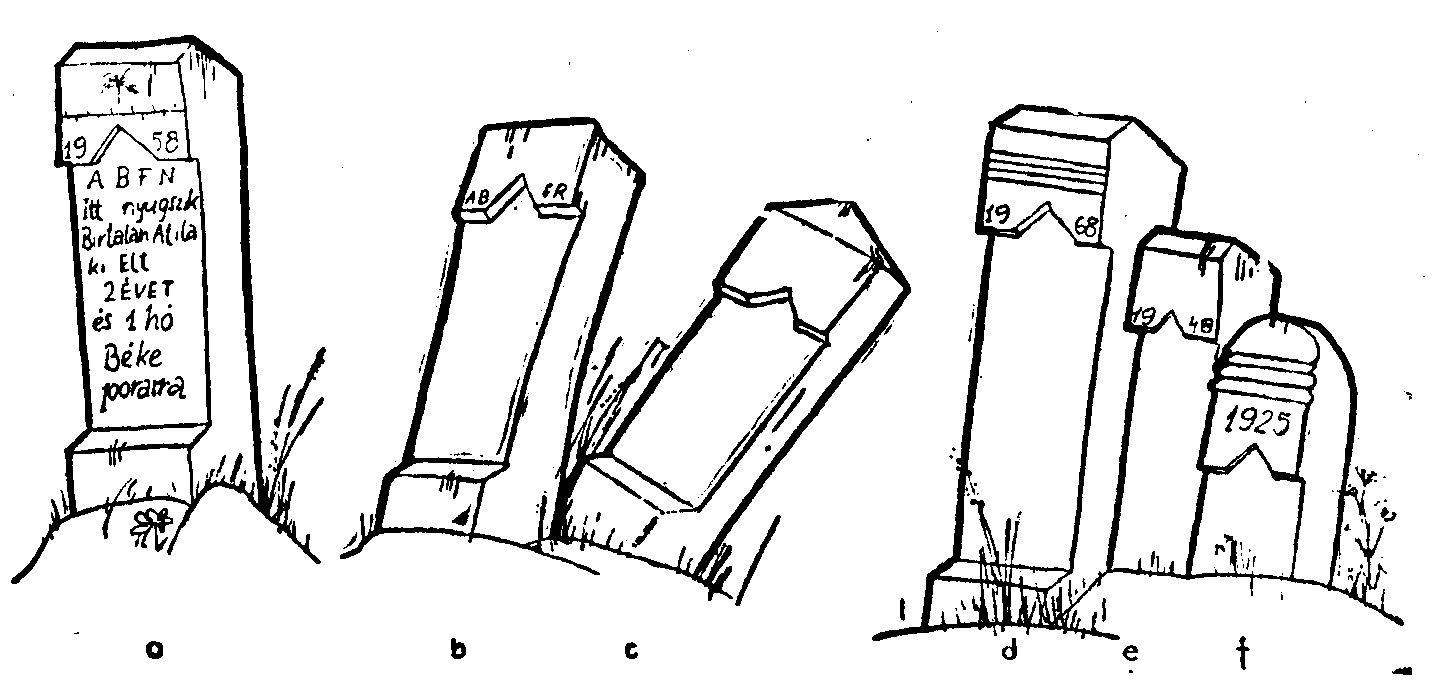 19 58
A B F N
itt nyugszik
Birtalan Atila
ki Élt
2 ÉVET
és 1 hó
Béke
poraira
AB FR
19 68
19 48
1925
a b c d e f